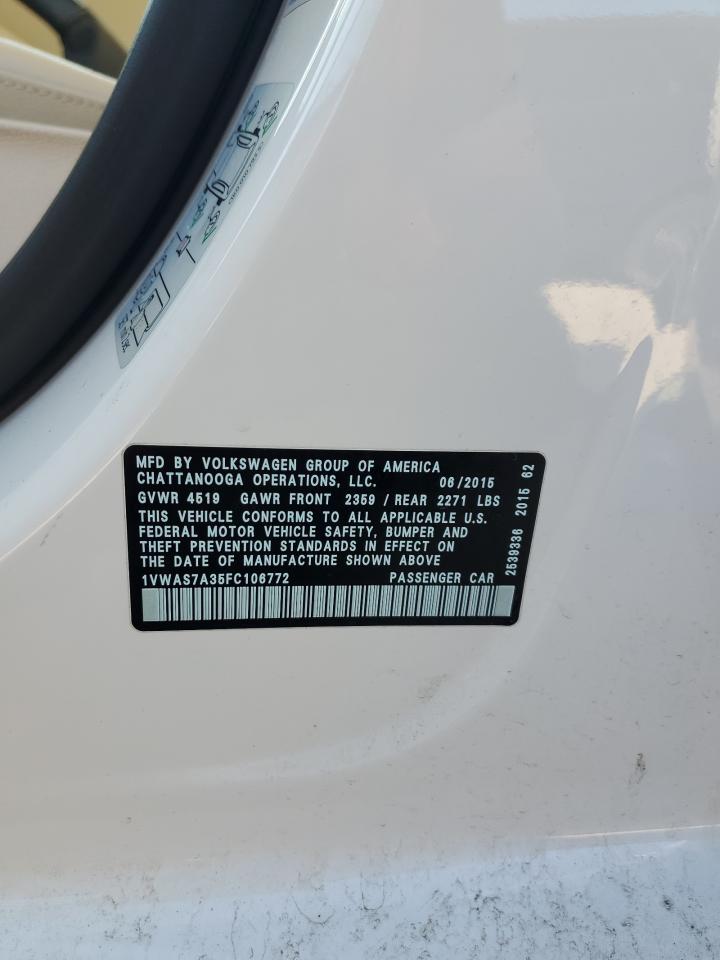 MFD BY VOLKSWAGEN GROUP OF AMERICA
CHATTANOOGA OPERATIONS, LLC. 06/2015
GVWR 4519 GAWR FRONT 2359 / REAR 2271 LBS
THIS VEHICLE CONFORMS TO ALL APPLICABLE U.S.
FEDERAL MOTOR VEHICLE SAFETY, BUMPER AND
THEFT PREVENTION STANDARDS IN EFFECT ON
THE DATE OF MANUFACTURE SHOWN ABOVE
1VWAS7A35FC106772 PASSENGER CAR
2539336 2015 62